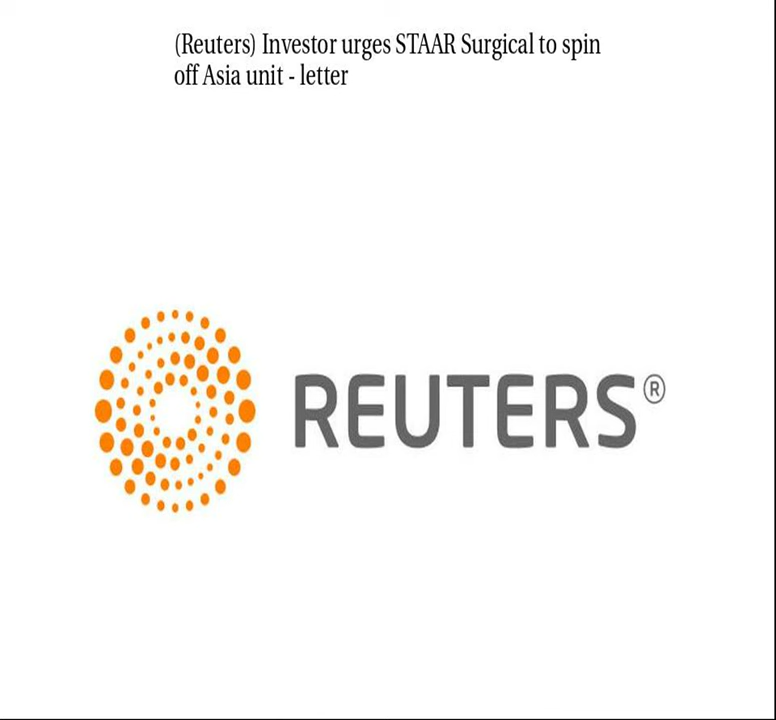 (Reuters) Investor urges STAAR Surgical to spin
off Asia unit - letter
REUTERS®